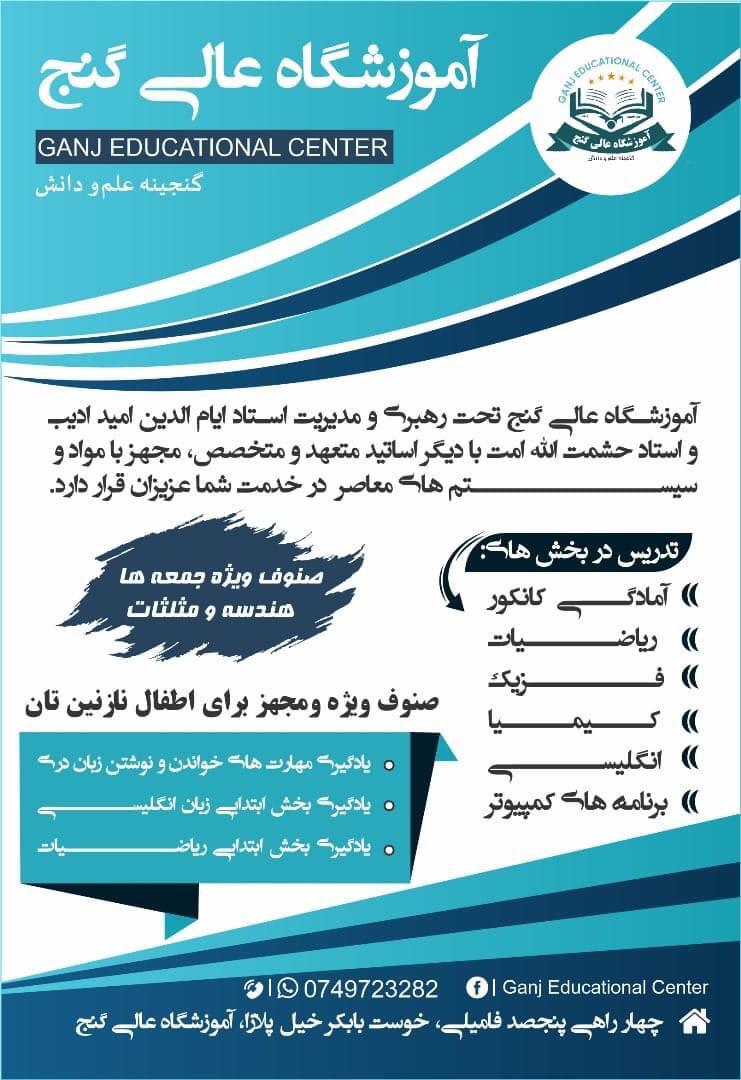 آموزشگاه عالی گنج
GANJ EDUCATIONAL CENTER
گنجینه علم و دانش
GANJ EDUCATIONAL CENTER
آموزشگاه عالی گنج
گنجینه علم و دانش
آموزشگاه عالی گنج تحت رهبری و مدیریت استاد ایام الدین امید ادیب
و استاد حشمت الله امت با دیگر اساتید متعهد و متخصص، مجهز با مواد و
سیستم های معاصر در خدمت شما عزیزان قرار دارد.
تدریس در بخش های:
آمادگی کانکور
ریاضیات
فزیک
کیمیا
انگلیسی
برنامه های کمپیوتر
صنوف ویژه جمعه ها
هندسه و مثلثات
صنوف ویژه ومجهز برای اطفال نازنین تان
یادگیری مهارت های خواندن و نوشتن زبان دری
یادگیری بخش ابتدایی زبان انگلیسی
یادگیری بخش ابتدایی ریاضیات
0749723282
Ganj Educational Center
چهار راهی پنجصد فامیلی، خوست بابکر خیل پلازا، آموزشگاه عالی گنج